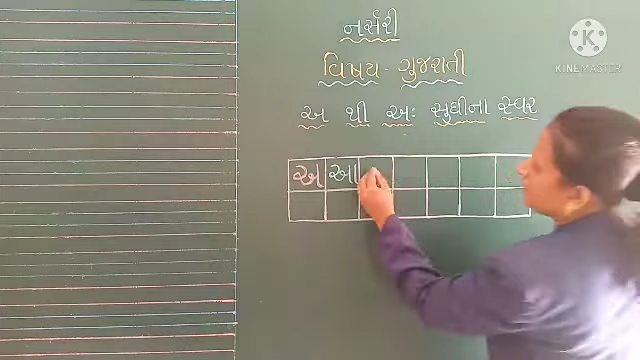 નર્સરી
વિષય - ગુજરાતી
અ થી અઃ સુધીના સ્વર
અ આ
KINEMASTER